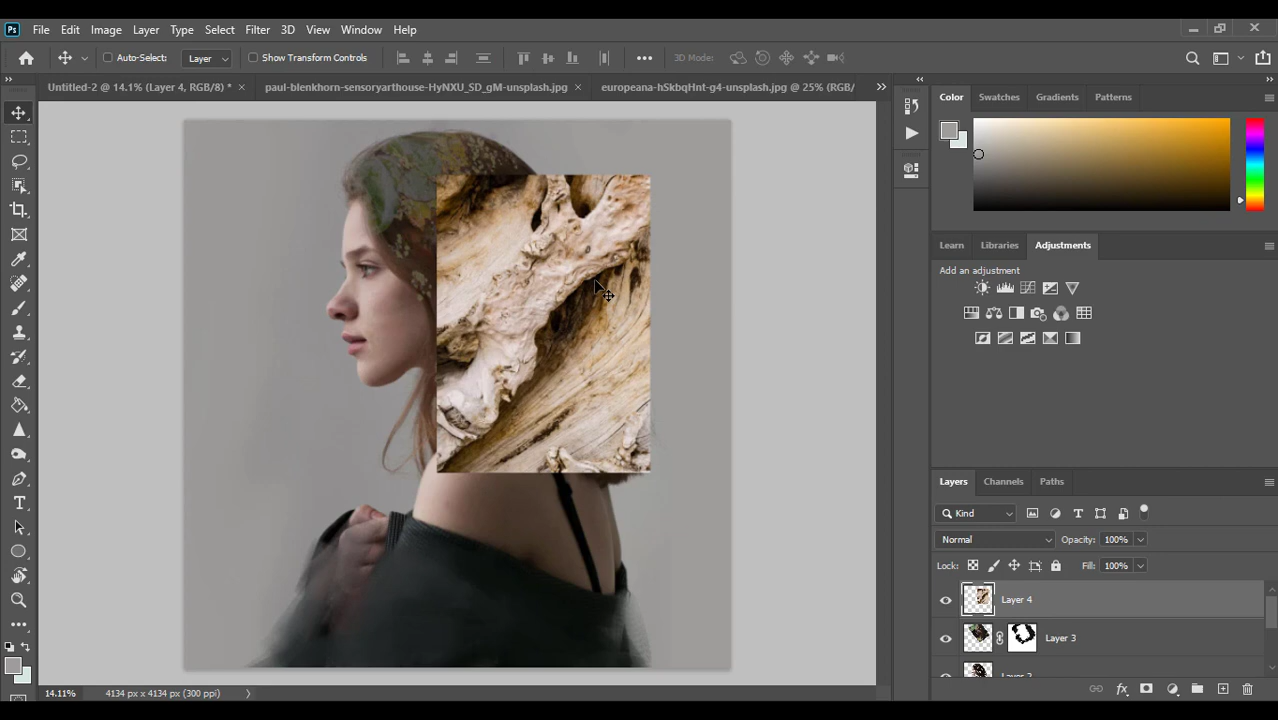 Ps File Edit Image Layer Type Select Filter 3D View Window Help
Auto-Select: Layer Show Transform Controls 3D Mode:
Untitled-2 @ 14.1% (Layer 4, RGB/8) * paul-blenkhorn-sensoryarthouse-HyNXU_SD_gM-unsplash.jpg europeana-hSkbqHnt-g4-unsplash.jpg @ 25% (RGB/
Color Swatches Gradients Patterns
Learn Libraries Adjustments
Add an adjustment
Layers Channels Paths
Kind
Normal Opacity: 100%
Lock: Fill: 100%
Layer 4
Layer 3
14.11% 4134 px x 4134 px (300 ppi)